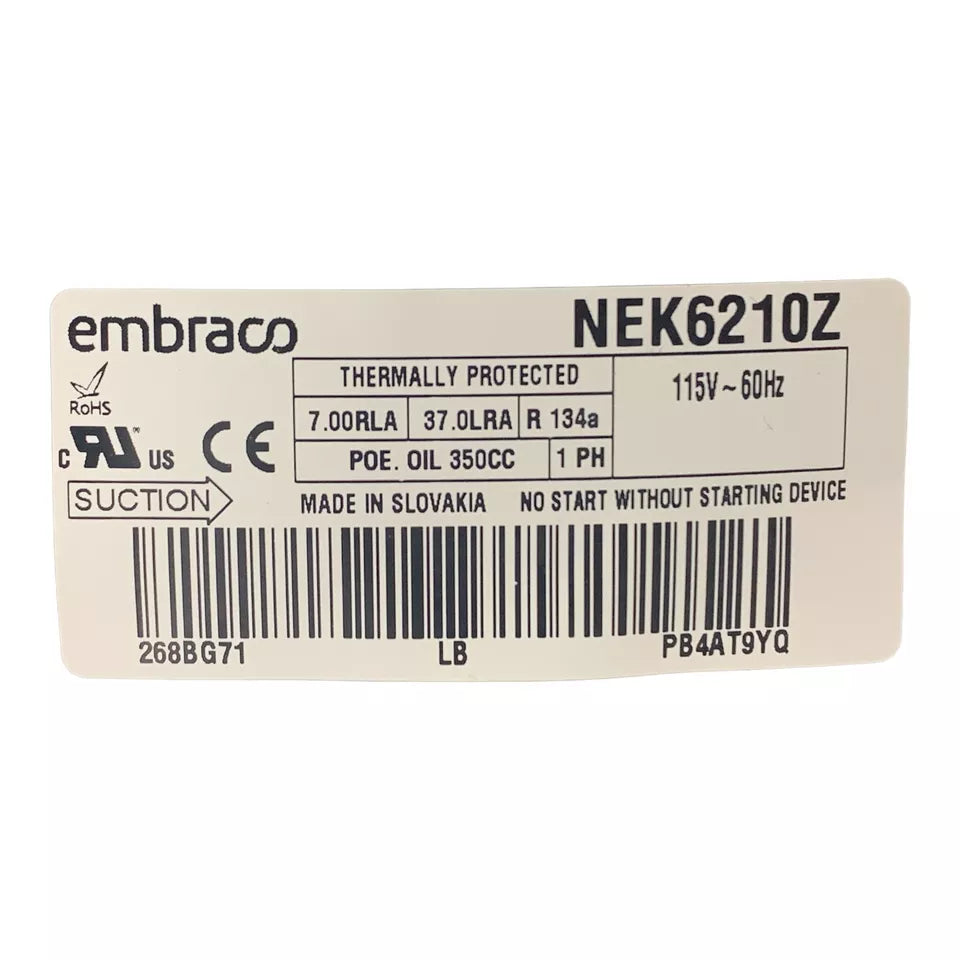 embraco NEK6210Z
THERMALLY PROTECTED
115V~60Hz
RoHS
7.00RLA 37.0LRA R 134a
c RU US CE
POE. OIL 350CC 1 PH
SUCTION
MADE IN SLOVAKIA NO START WITHOUT STARTING DEVICE
268BG71 LB PB4AT9YQ